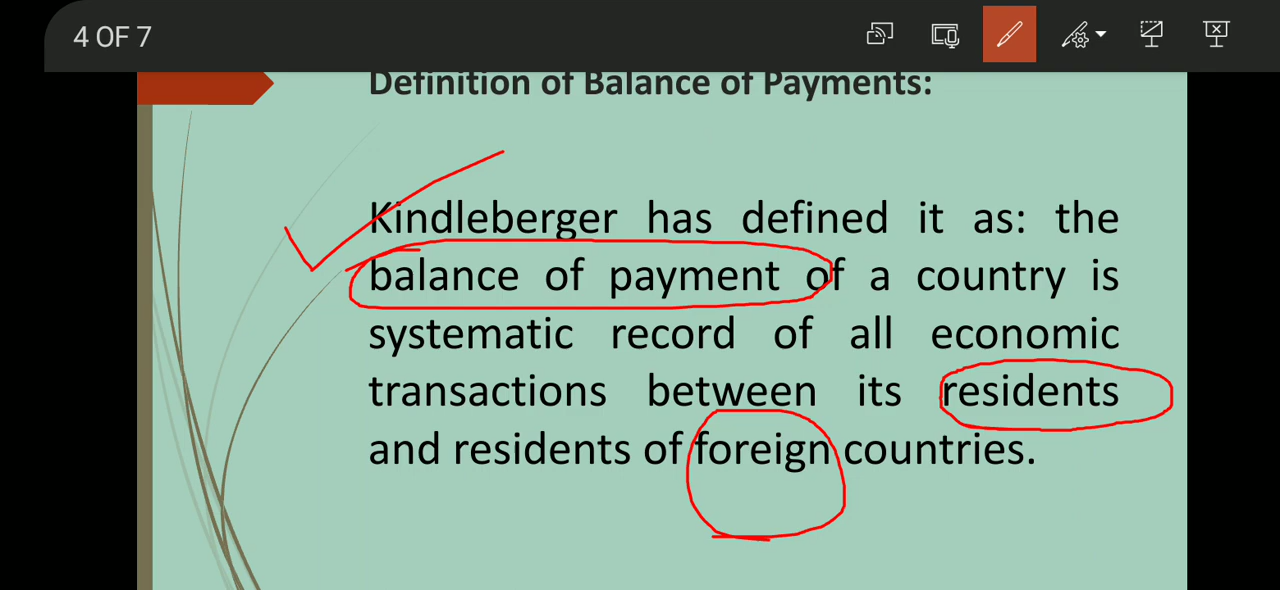 4 OF 7
Definition of Balance of Payments:
Kindleberger has defined it as: the
balance of payment of a country is
systematic record of all economic
transactions between its residents
and residents of foreign countries.